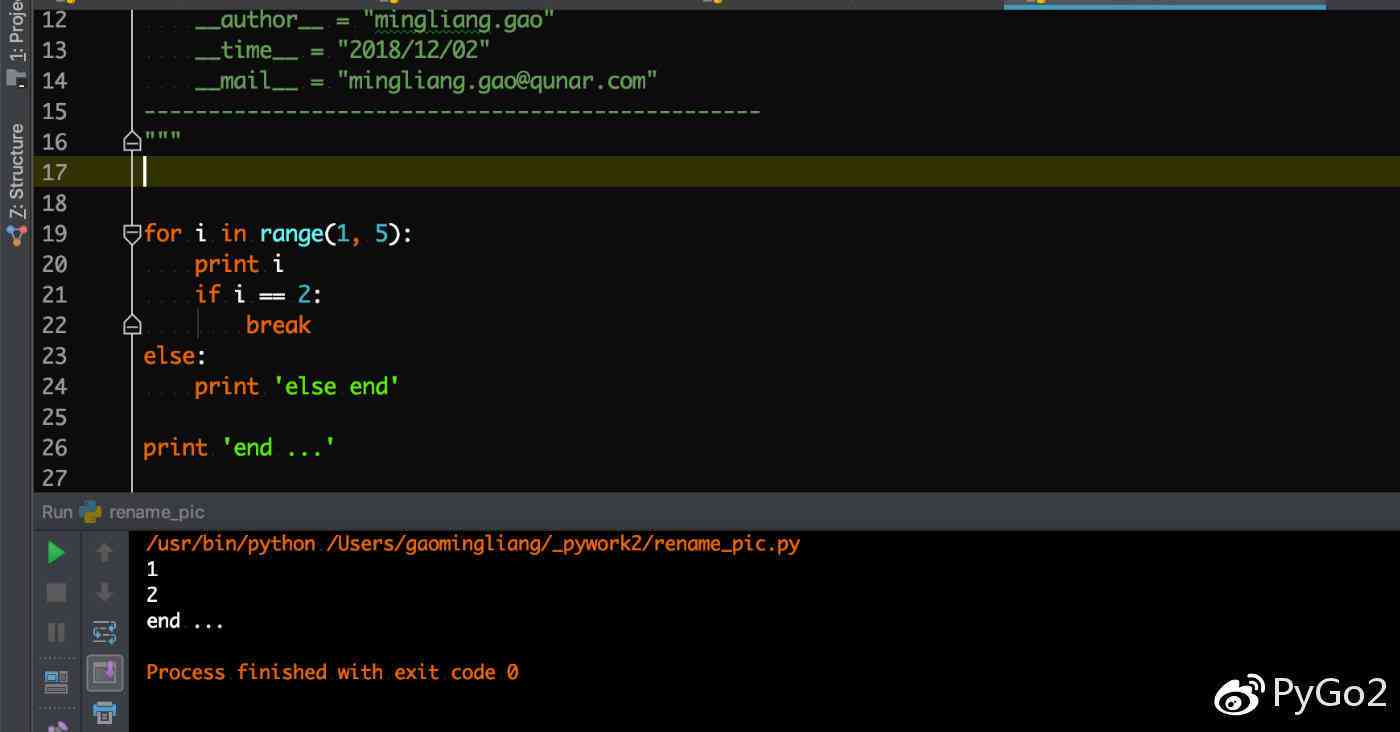 1: Proje
Z: Structure
12 __author__ = "mingliang.gao"
13 __time__ = "2018/12/02"
14 __mail__ = "mingliang.gao@qunar.com"
15 ------------------------------------------------
16 """
17
18
19 for i in range(1, 5):
20 print i
21 if i == 2:
22 break
23 else:
24 print 'else end'
25
26 print 'end ...'
27
Run rename_pic
/usr/bin/python /Users/gaomingliang/_pywork2/rename_pic.py
1
2
end ...
Process finished with exit code 0
PyGo2